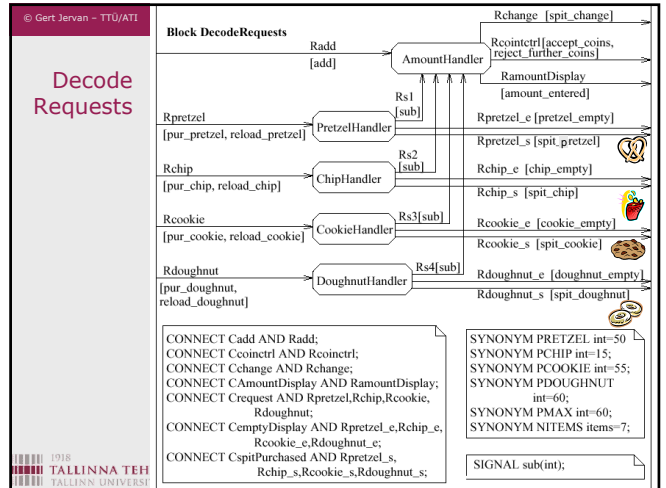 © Gert Jervan – TTÜ/ATI
Decode
Requests
Block DecodeRequests
Radd
[add]
AmountHandler
Rchange [spit_change]
Rcointctrl[accept_coins,
reject_further_coins]
RamountDisplay
[amount_entered]
Rpretzel
[pur_pretzel, reload_pretzel]
PretzelHandler
Rs1
[sub]
Rpretzel_e [pretzel_empty]
Rpretzel_s [spit_pretzel]
Rchip
[pur_chip, reload_chip]
ChipHandler
Rs2
[sub]
Rchip_e [chip_empty]
Rchip_s [spit_chip]
Rcookie
[pur_cookie, reload_cookie]
CookieHandler
Rs3[sub]
Rcookie_e [cookie_empty]
Rcookie_s [spit_cookie]
Rdoughnut
[pur_doughnut,
reload_doughnut]
DoughnutHandler
Rs4[sub]
Rdoughnut_e [doughnut_empty]
Rdoughnut_s [spit_doughnut]
CONNECT Cadd AND Radd;
CONNECT Ccoinctrl AND Rcoinctrl;
CONNECT Cchange AND Rchange;
CONNECT CAmountDisplay AND RamountDisplay;
CONNECT Crequest AND Rpretzel,Rchip,Rcookie,
Rdoughnut;
CONNECT CemptyDisplay AND Rpretzel_e,Rchip_e,
Rcookie_e,Rdoughnut_e;
CONNECT CspitPurchased AND Rpretzel_s,
Rchip_s,Rcookie_s,Rdoughnut_s;
SYNONYM PRETZEL int=50
SYNONYM PCHIP int=15;
SYNONYM PCOOKIE int=55;
SYNONYM PDOUGHNUT
int=60;
SYNONYM PMAX int=60;
SYNONYM NITEMS items=7;
SIGNAL sub(int);
1918
TALLINNA TEH
TALLINN UNIVERSI